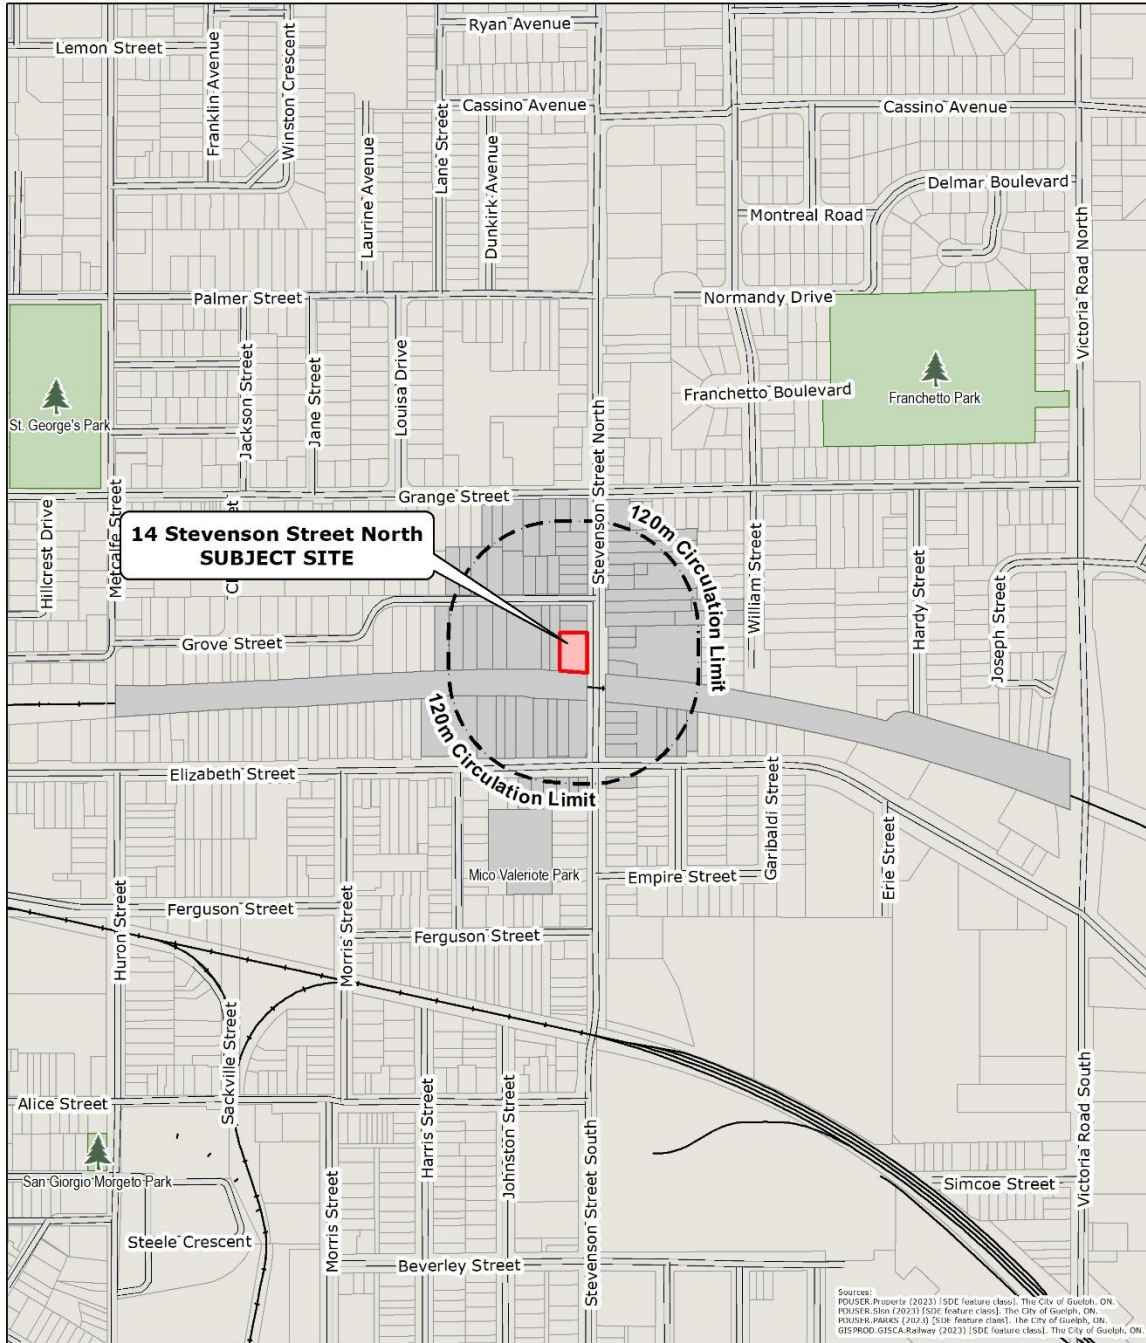 Ryan Avenue
Lemon Street
Franklin Avenue
Winston Crescent
Cassino Avenue
Cassino Avenue
Lane Street
Laurine Avenue
Dunkirk Avenue
Delmar Boulevard
Montreal Road
Victoria Road North
Palmer Street
Normandy Drive
Jackson Street
Jane Street
Louisa Drive
Franchetto Boulevard
Franchetto Park
St. George's Park
Stevenson Street North
Grange Street
Hillcrest Drive
Metcalfe Street
14 Stevenson Street North
SUBJECT SITE
120m Circulation Limit
William Street
Hardy Street
Joseph Street
Grove Street
120m Circulation Limit
Elizabeth Street
Garibaldi Street
Erie Street
Mico Valeriote Park
Empire Street
Ferguson Street
Huron Street
Morris Street
Ferguson Street
Sackville Street
Alice Street
Harris Street
Johnston Street
Stevenson Street South
Victoria Road South
San Giorgio Morgeto Park
Simcoe Street
Steele Crescent
Morris Street
Beverley Street
Sources:
PDUSER.Property (2023) [SDE feature class]. The City of Guelph, ON.
PDUSER.Slsn (2023) [SDE feature class]. The City of Guelph, ON.
PDUSER.PARKS (2023) [SDE feature class]. The City of Guelph, ON.
GISPROD.GISCA.Railway (2023) [SDE feature class]. The City of Guelph, ON.